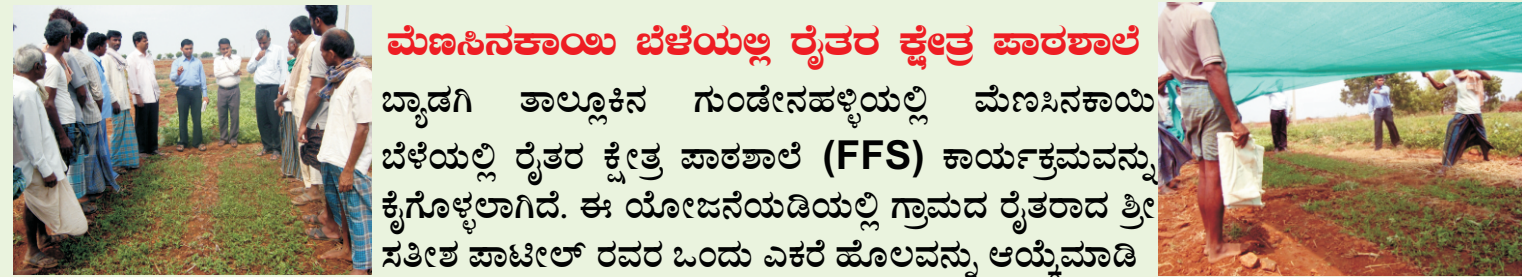 ಮೆಣಸಿನಕಾಯಿ ಬೆಳೆಯಲ್ಲಿ ರೈತರ ಕ್ಷೇತ್ರ ಪಾಠಶಾಲೆ
ಬ್ಯಾಡಗಿ ತಾಲ್ಲೂಕಿನ ಗುಂಡೇನಹಳ್ಳಿಯಲ್ಲಿ ಮೆಣಸಿನಕಾಯಿ
ಬೆಳೆಯಲ್ಲಿ ರೈತರ ಕ್ಷೇತ್ರ ಪಾಠಶಾಲೆ (FFS) ಕಾರ್ಯಕ್ರಮವನ್ನು
ಕೈಗೊಳ್ಳಲಾಗಿದೆ. ಈ ಯೋಜನೆಯಡಿಯಲ್ಲಿ ಗ್ರಾಮದ ರೈತರಾದ ಶ್ರೀ
ಸತೀಶ ಪಾಟೀಲ್ ರವರ ಒಂದು ಎಕರೆ ಹೊಲವನ್ನು ಆಯ್ಕೆಮಾಡಿ